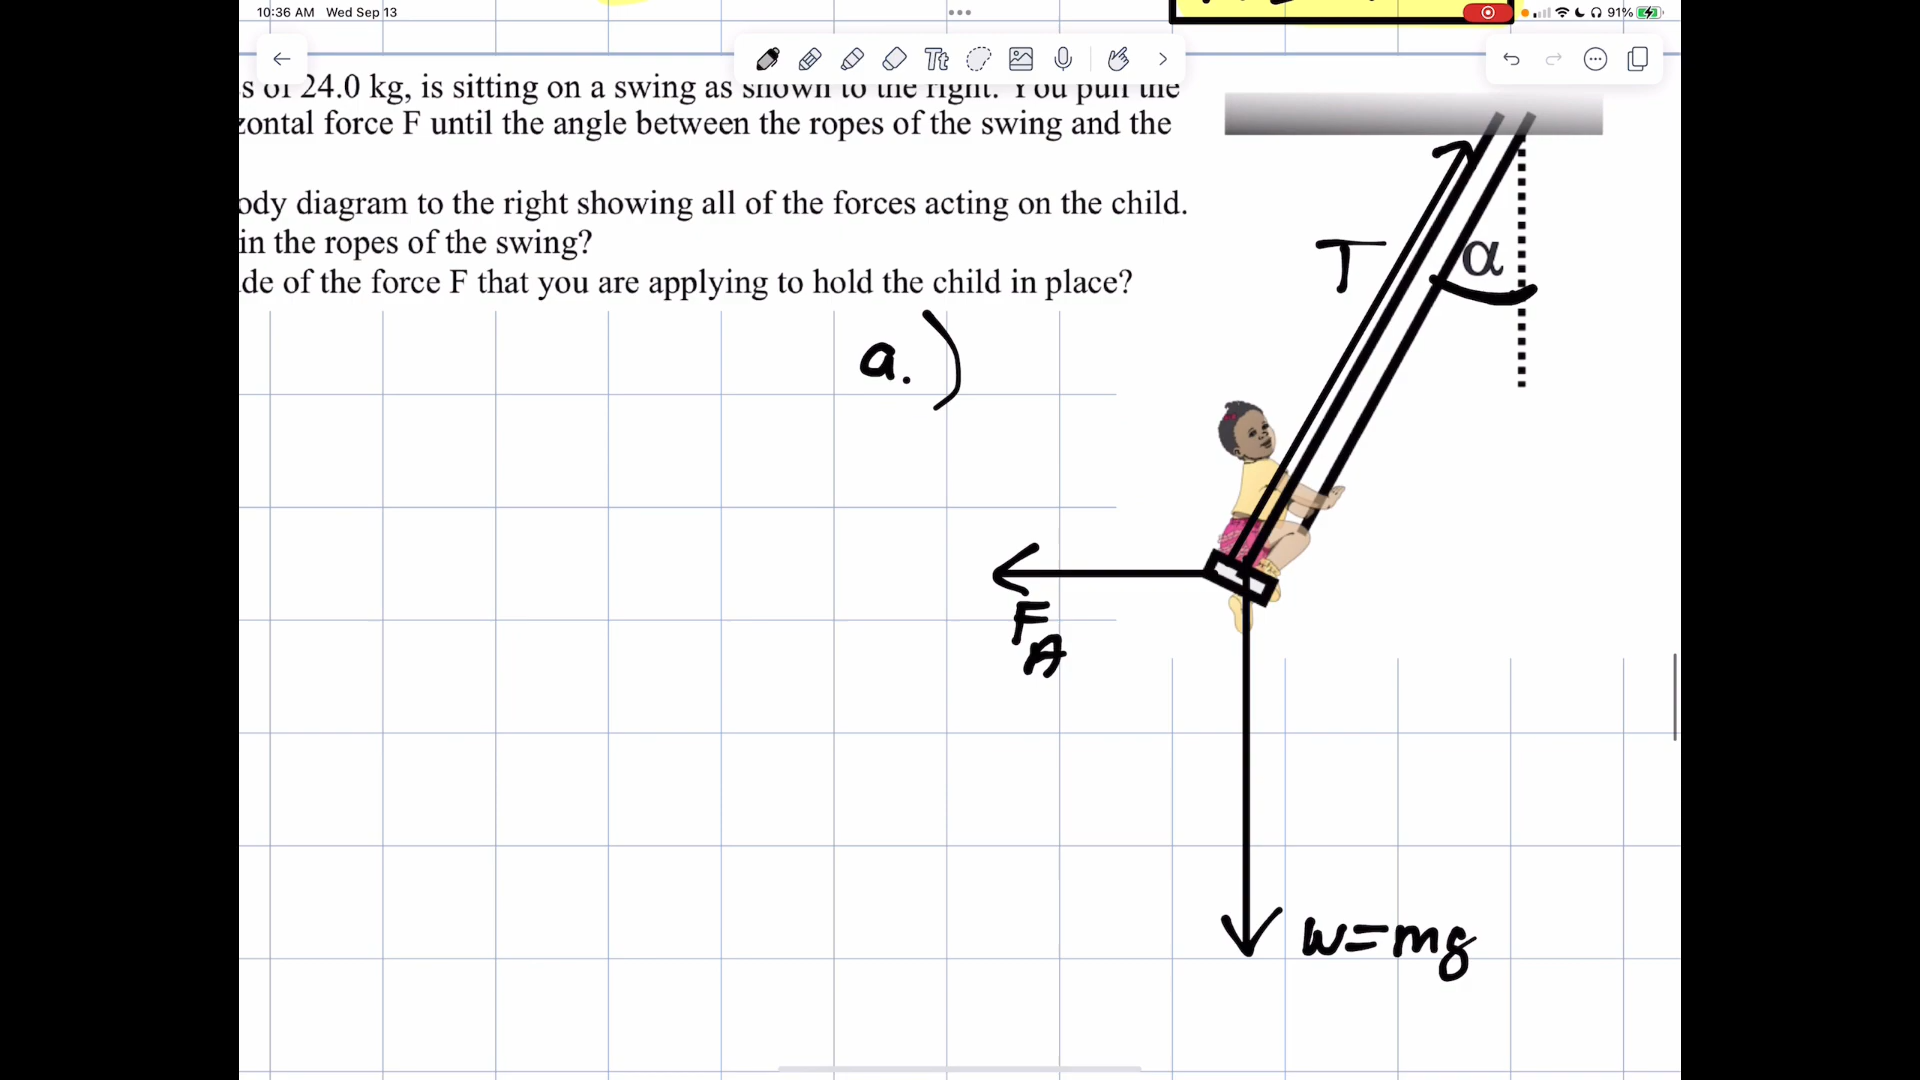 10:36 AM Wed Sep 13
91%
Tt
s of 24.0 kg, is sitting on a swing as shown to the right. You pull the
zontal force F until the angle between the ropes of the swing and the
ody diagram to the right showing all of the forces acting on the child.
in the ropes of the swing?
de of the force F that you are applying to hold the child in place?
a.)
T
α
F
A
w=mg